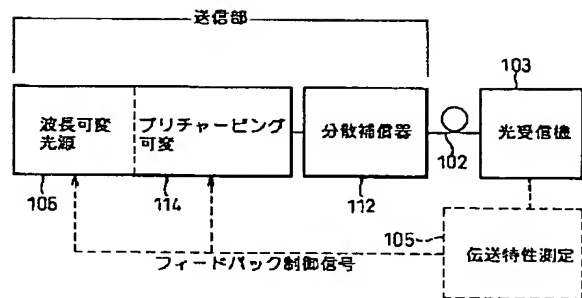 送信部
103
波長可変
光源
プリチャーピング
可変
分散補償器
102
光受信機
106
114
112
105
伝送特性測定
フィードバック制御信号